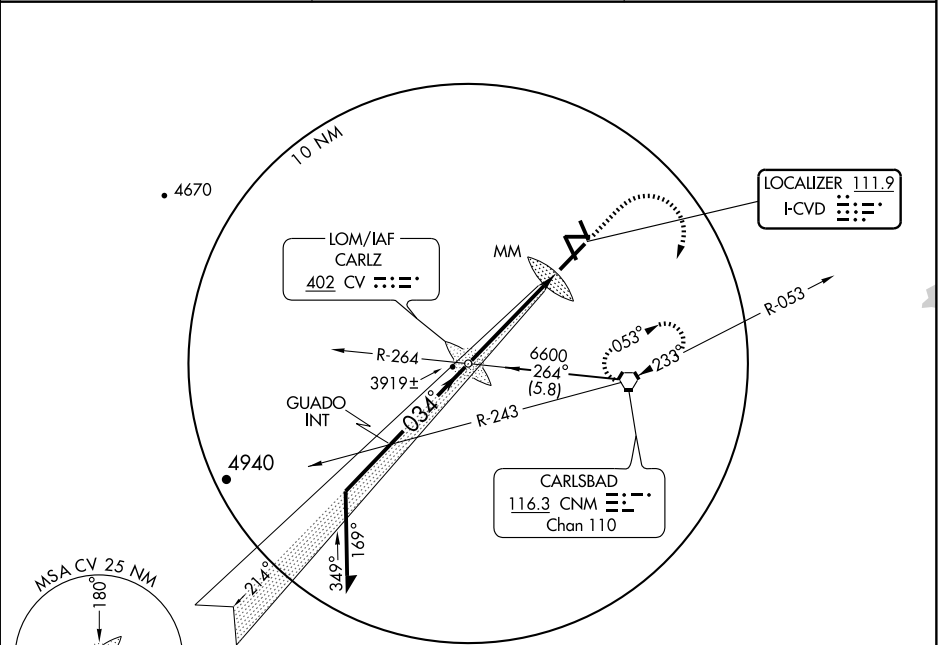 10 NM
4670
LOCALIZER 111.9
I-CVD
LOM/IAF
CARLZ
402 CV
MM
R-053
R-264
3919±
6600
264°
(5.8)
053°
233°
GUADO
INT
034°
R-243
4940
CARLSBAD
116.3 CNM
Chan 110
349°
169°
214°
MSA CV 25 NM
180°